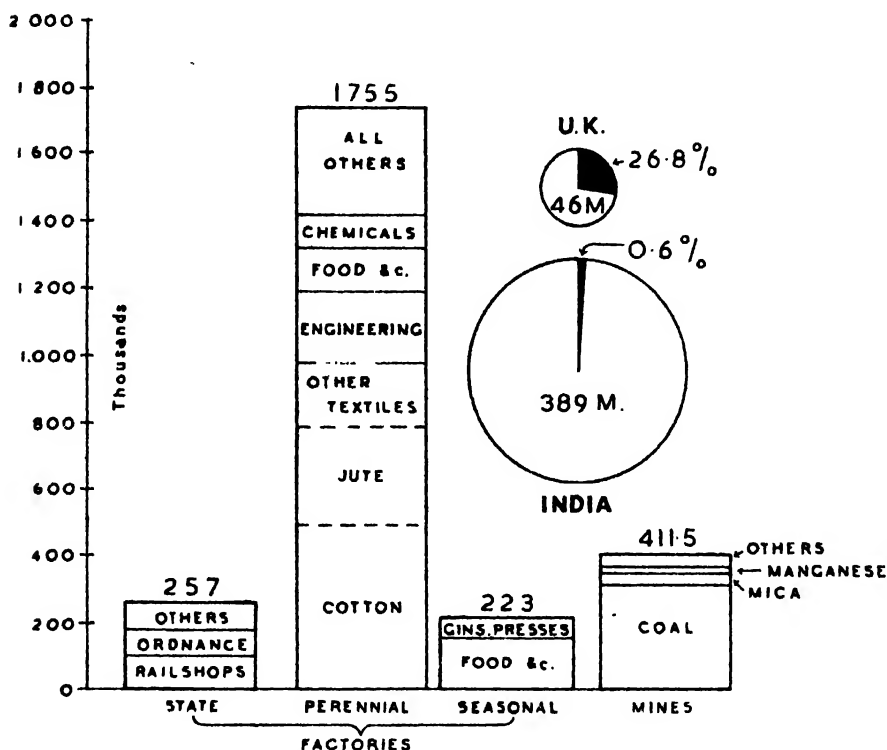 2 000
1 800
1 600
1 400
1 200
1.000
800
600
400
200
0
Thousands
257
OTHERS
ORDNANCE
RAILSHOPS
1755
ALL
OTHERS
CHEMICALS
FOOD &c.
ENGINEERING
OTHER
TEXTILES
JUTE
COTTON
223
GINS, PRESSES
FOOD &c.
411.5
OTHERS
MANGANESE
MICA
COAL
U.K.
26.8%
46M
0.6%
389 M.
INDIA
STATE PERENNIAL SEASONAL MINES
FACTORIES